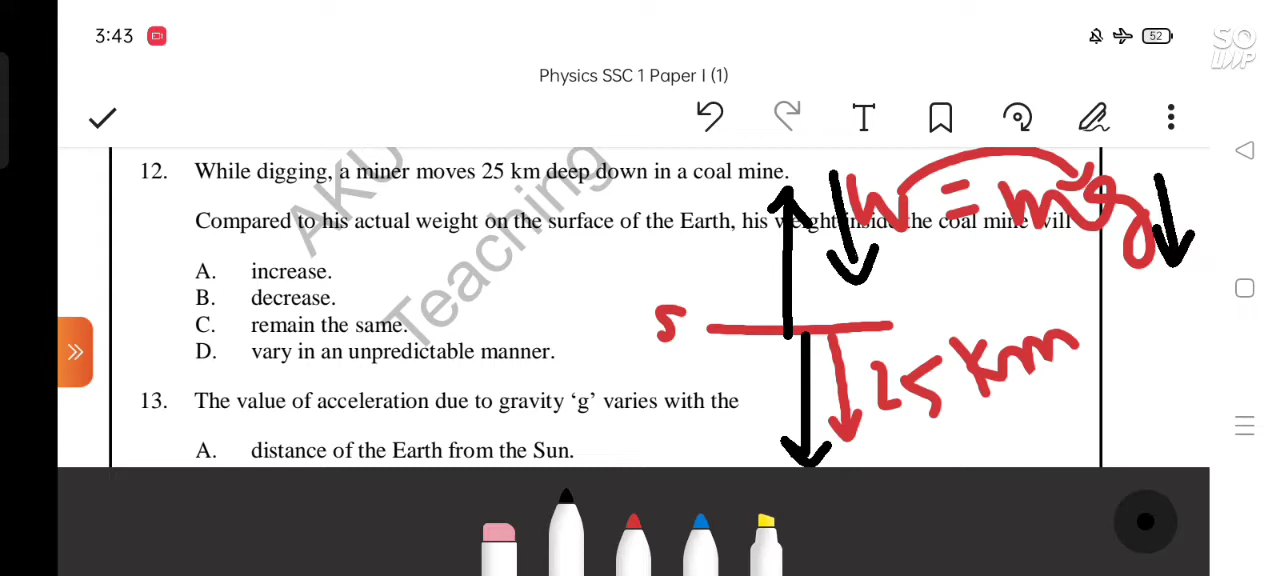 3:43
52
SO
LMP
Physics SSC 1 Paper I (1)
T
AKU
Teaching
12. While digging, a miner moves 25 km deep down in a coal mine.
w = mg
Compared to his actual weight on the surface of the Earth, his weight inside the coal mine will
A. increase.
B. decrease.
C. remain the same.
D. vary in an unpredictable manner.
S
25 Km
13. The value of acceleration due to gravity ‘g’ varies with the
A. distance of the Earth from the Sun.